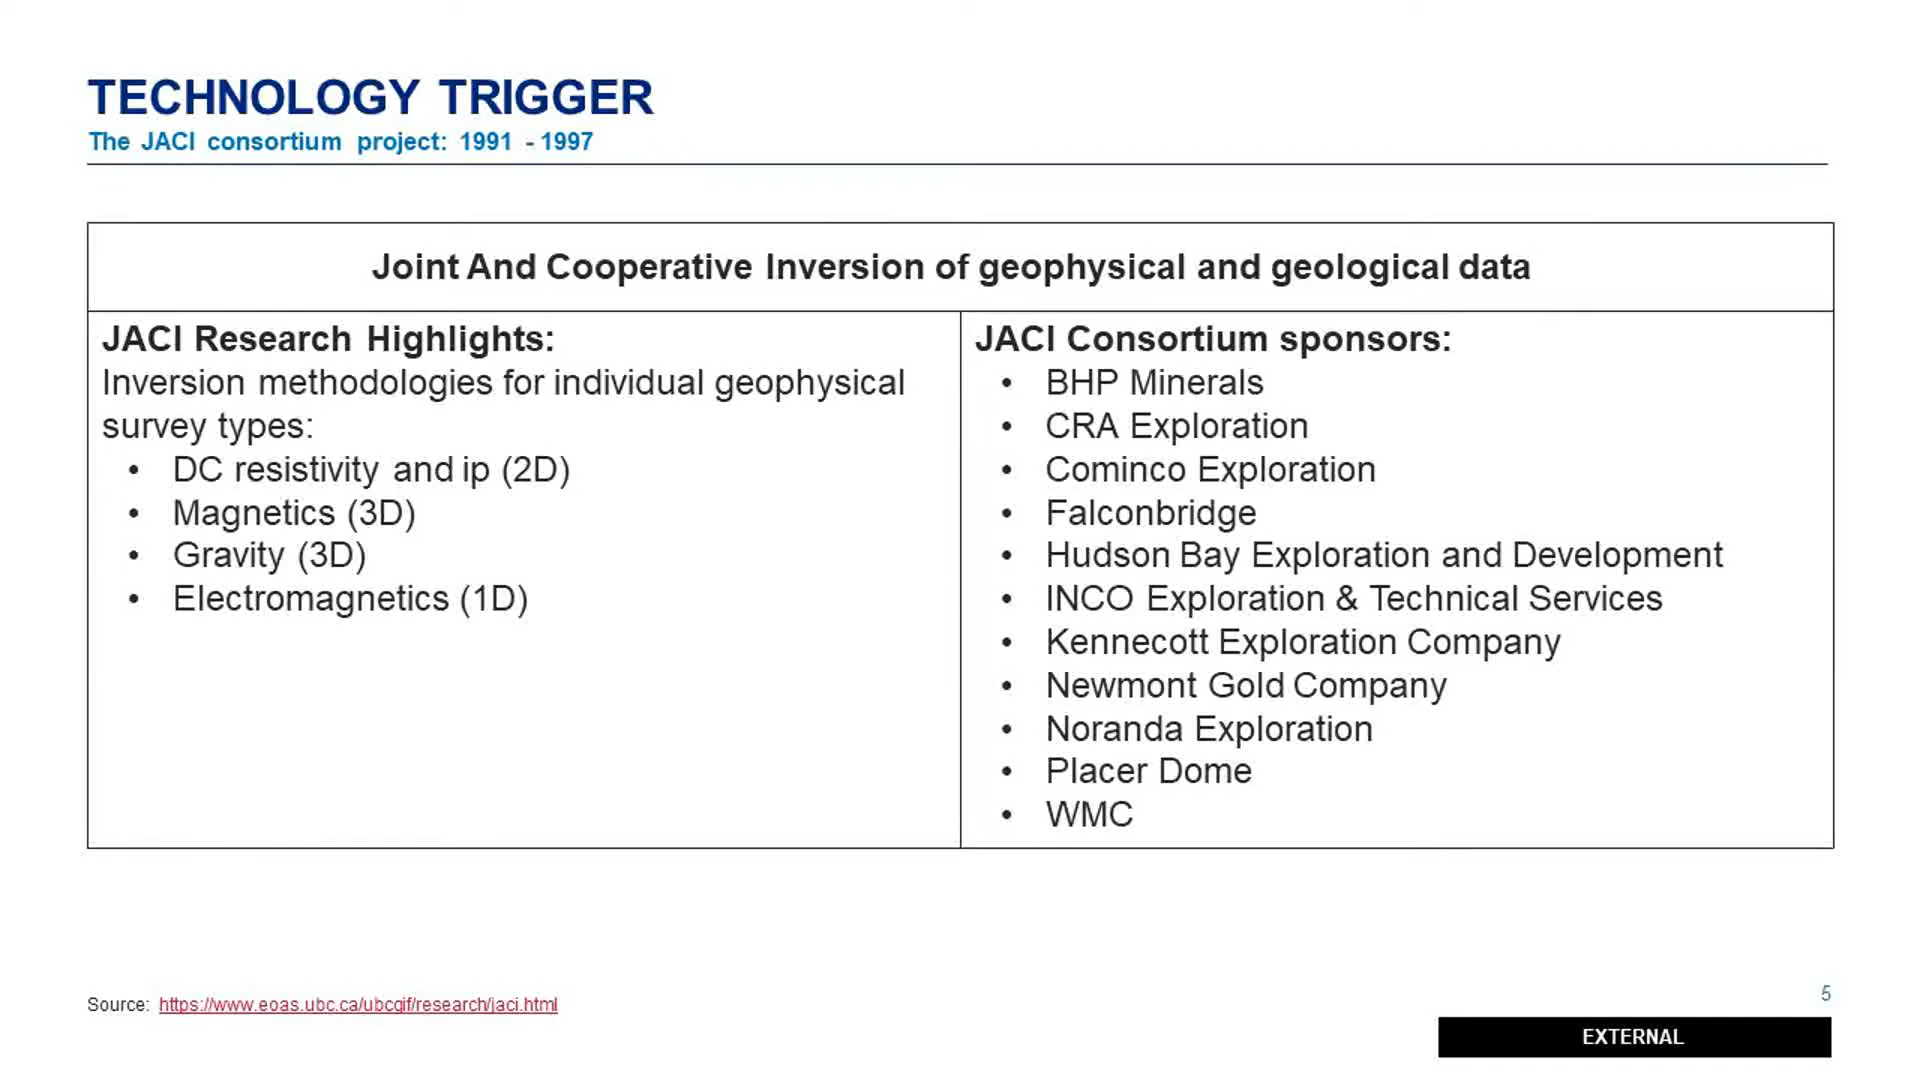 TECHNOLOGY TRIGGER
The JACI consortium project: 1991 - 1997
Joint And Cooperative Inversion of geophysical and geological data
JACI Research Highlights:
Inversion methodologies for individual geophysical
survey types:
• DC resistivity and ip (2D)
• Magnetics (3D)
• Gravity (3D)
• Electromagnetics (1D)
JACI Consortium sponsors:
• BHP Minerals
• CRA Exploration
• Cominco Exploration
• Falconbridge
• Hudson Bay Exploration and Development
• INCO Exploration & Technical Services
• Kennecott Exploration Company
• Newmont Gold Company
• Noranda Exploration
• Placer Dome
• WMC
Source: https://www.eoas.ubc.ca/ubcgif/research/jaci.html
5
EXTERNAL